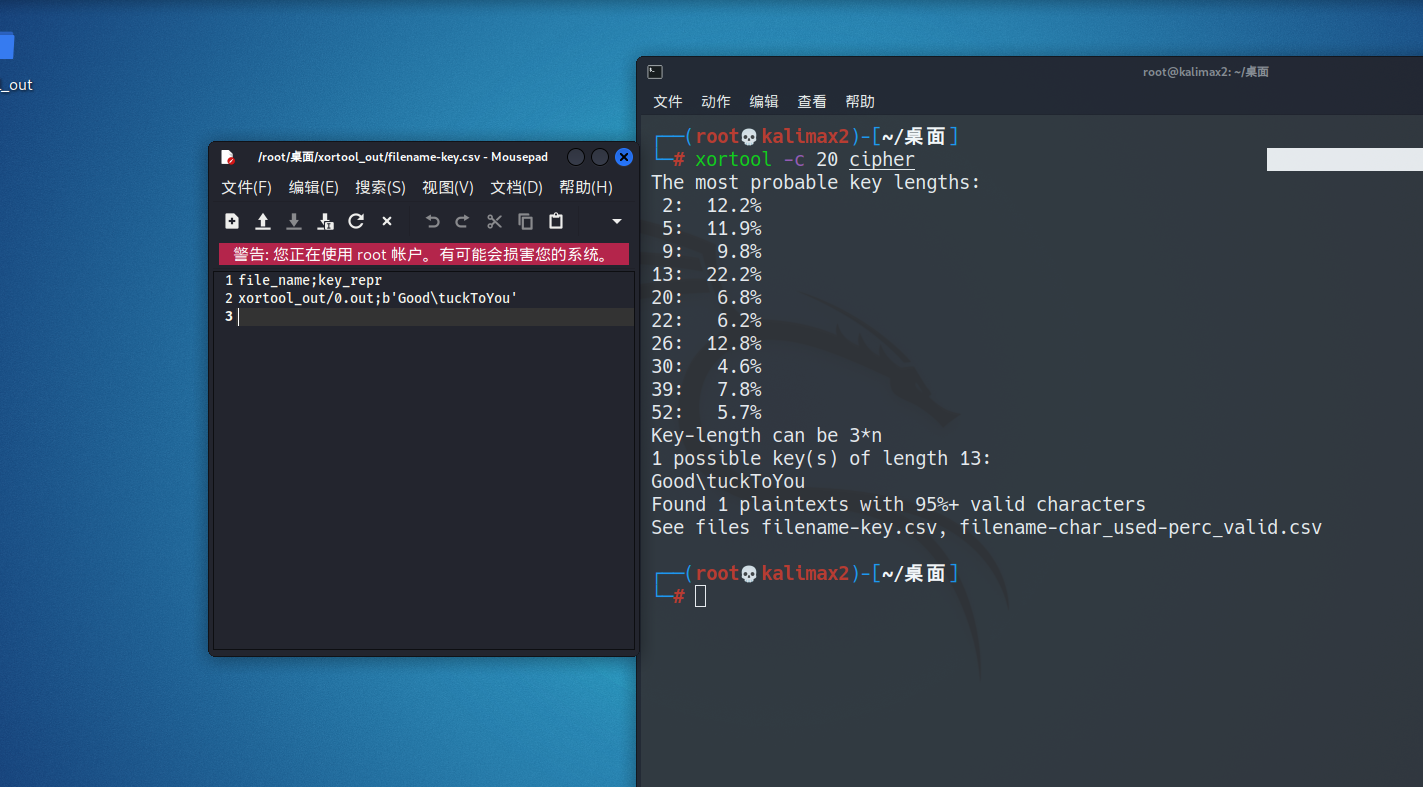 _out
/root/桌面/xortool_out/filename-key.csv - Mousepad
文件(F) 编辑(E) 搜索(S) 视图(V) 文档(D) 帮助(H)
警告: 您正在使用 root 帐户。有可能会损害您的系统。
1 file_name;key_repr
2 xortool_out/0.out;b'Good\tuckToYou'
3
root@kalimax2: ~/桌面
文件 动作 编辑 查看 帮助
┌──(root💀kalimax2)-[~/桌面]
└─# xortool -c 20 cipher
The most probable key lengths:
2: 12.2%
5: 11.9%
9: 9.8%
13: 22.2%
20: 6.8%
22: 6.2%
26: 12.8%
30: 4.6%
39: 7.8%
52: 5.7%
Key-length can be 3*n
1 possible key(s) of length 13:
Good\tuckToYou
Found 1 plaintexts with 95%+ valid characters
See files filename-key.csv, filename-char_used-perc_valid.csv
┌──(root💀kalimax2)-[~/桌面]
└─#